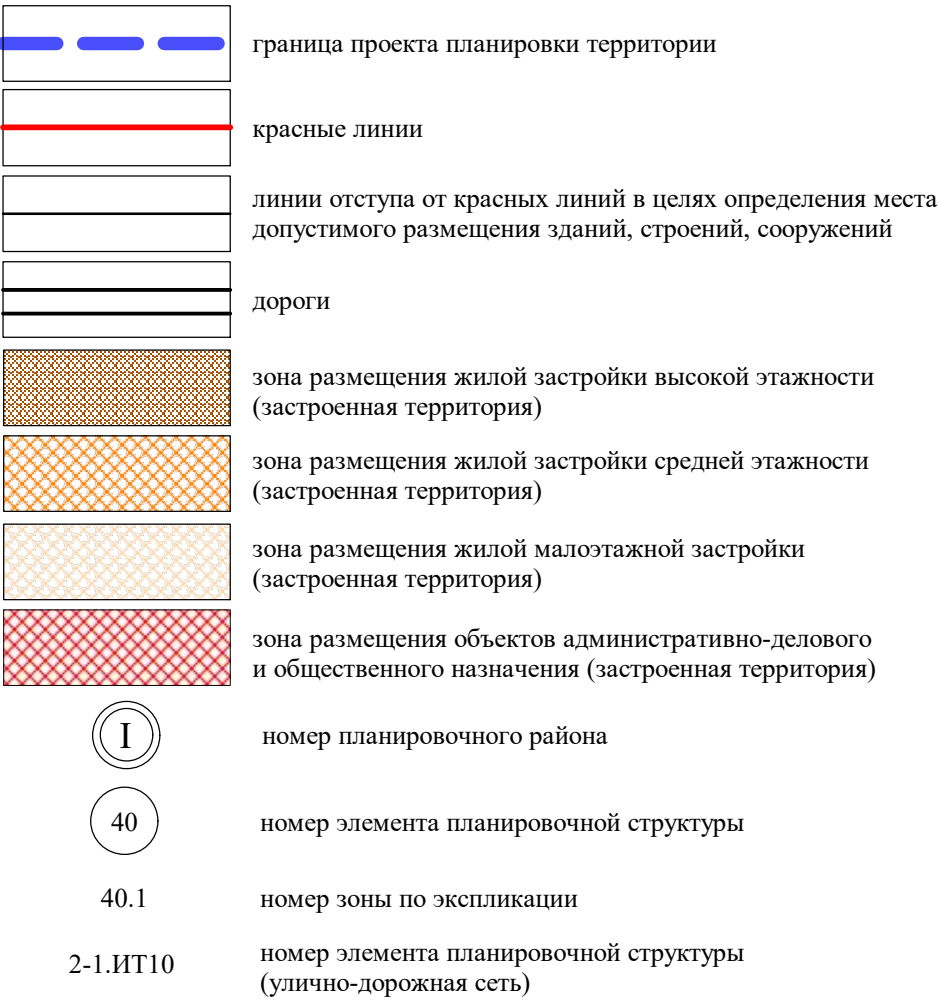 граница проекта планировки территории
красные линии
линии отступа от красных линий в целях определения места
допустимого размещения зданий, строений, сооружений
дороги
зона размещения жилой застройки высокой этажности
(застроенная территория)
зона размещения жилой застройки средней этажности
(застроенная территория)
зона размещения жилой малоэтажной застройки
(застроенная территория)
зона размещения объектов административно-делового
и общественного назначения (застроенная территория)
I номер планировочного района
40 номер элемента планировочной структуры
40.1 номер зоны по экспликации
2-1.ИТ10 номер элемента планировочной структуры
(улично-дорожная сеть)